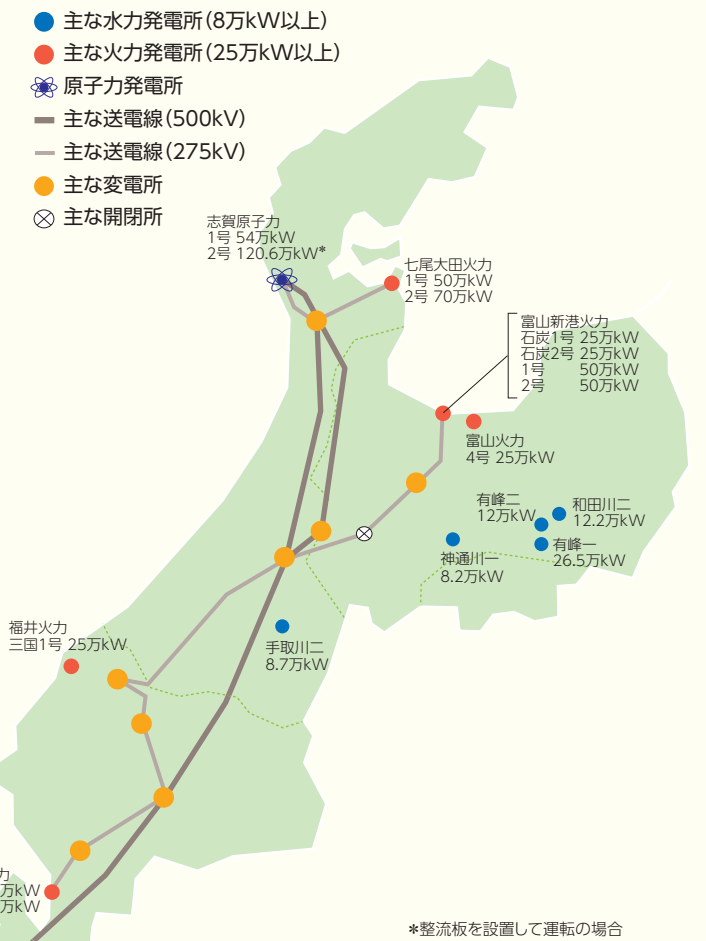 主な水力発電所(8万kW以上)
主な火力発電所(25万kW以上)
原子力発電所
主な送電線(500kV)
主な送電線(275kV)
主な変電所
主な開閉所
志賀原子力
1号 54万kW
2号 120.6万kW*
七尾大田火力
1号 50万kW
2号 70万kW
富山新港火力
石炭1号 25万kW
石炭2号 25万kW
1号 50万kW
2号 50万kW
富山火力
4号 25万kW
有峰二
12万kW
和田川二
12.2万kW
有峰一
26.5万kW
神通川一
8.2万kW
手取川二
8.7万kW
福井火力
三国1号 25万kW
力
万kW
万kW
*整流板を設置して運転の場合